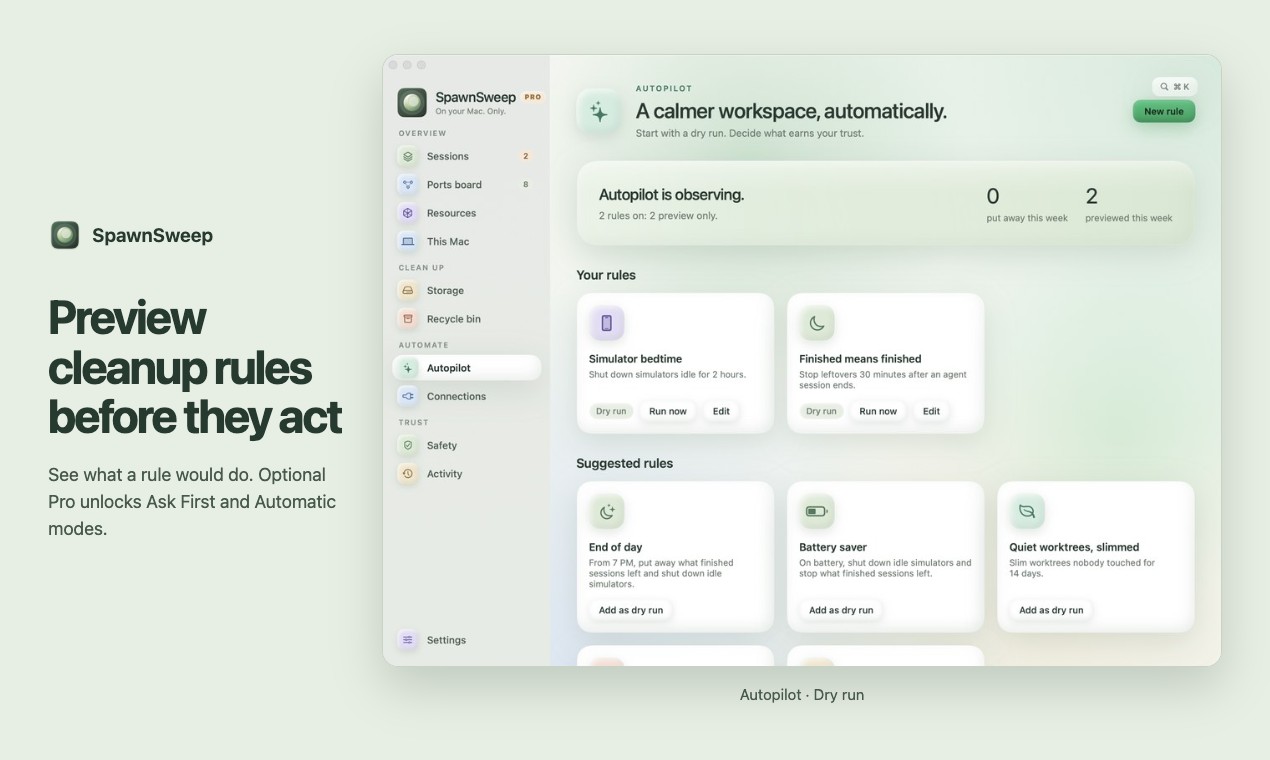 SpawnSweep
Preview
cleanup rules
before they act
See what a rule would do. Optional
Pro unlocks Ask First and Automatic
modes.
SpawnSweep PRO
On your Mac. Only.
OVERVIEW
Sessions 2
Ports board 8
Resources
This Mac
CLEAN UP
Storage
Recycle bin
AUTOMATE
Autopilot
Connections
TRUST
Safety
Activity
Settings
AUTOPILOT
A calmer workspace, automatically.
Start with a dry run. Decide what earns your trust.
⌘ K
New rule
Autopilot is observing.
2 rules on: 2 preview only.
0
put away this week
2
previewed this week
Your rules
Simulator bedtime
Shut down simulators idle for 2 hours.
Dry run Run now Edit
Finished means finished
Stop leftovers 30 minutes after an agent
session ends.
Dry run Run now Edit
Suggested rules
End of day
From 7 PM, put away what finished
sessions left and shut down idle
simulators.
Add as dry run
Battery saver
On battery, shut down idle simulators and
stop what finished sessions left.
Add as dry run
Quiet worktrees, slimmed
Slim worktrees nobody touched for
14 days.
Add as dry run
Autopilot · Dry run